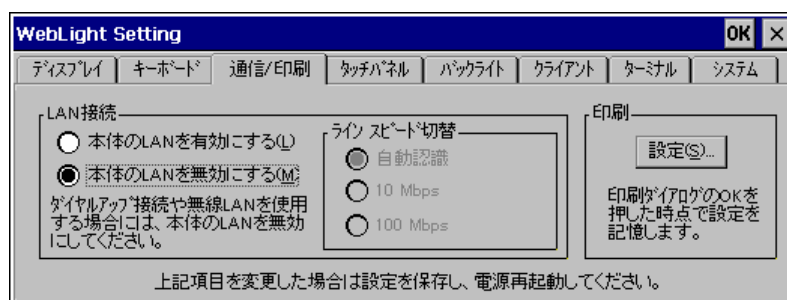 WebLight Setting OK ×
ﾃﾞｨｽﾌﾟﾚｲ ｷｰﾎﾞｰﾄﾞ 通信/印刷 ﾀｯﾁﾊﾟﾈﾙ ﾊﾞｯｸﾗｲﾄ ｸﾗｲｱﾝﾄ ﾀｰﾐﾅﾙ ｼｽﾃﾑ
LAN接続
本体のLANを有効にする(L)
本体のLANを無効にする(M)
ﾀﾞｲﾔﾙｱｯﾌﾟ接続や無線LANを使用
する場合には、本体のLANを無効
にしてください。
ﾗｲﾝ ｽﾋﾟｰﾄﾞ切替
自動認識
10 Mbps
100 Mbps
印刷
設定(S)...
印刷ﾀﾞｲｱﾛｸﾞのOKを
押した時点で設定を
記憶します。
上記項目を変更した場合は設定を保存し、電源再起動してください。